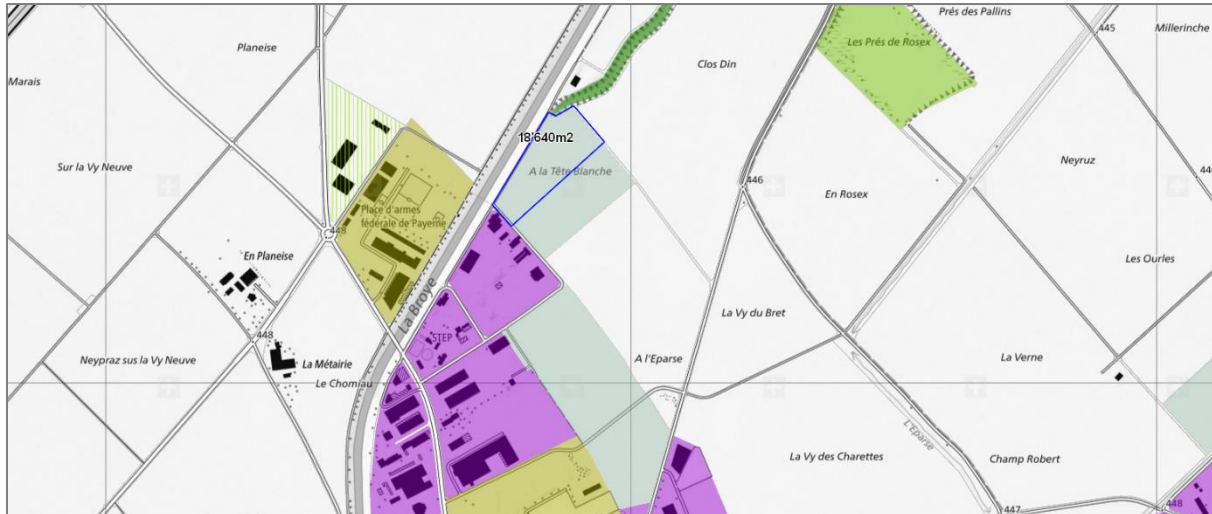 Prés des Pallins
Millerinche
445
Planeise
Les Prés de Rosex
Clos Din
Marais
18'640m2
Sur la Vy Neuve
A la Tête Blanche
Neyruz
446
En Rosex
Place d'armes
fédérale de Payerne
448
En Planeise
Les Ourles
La Broye
La Vy du Bret
448
STEP
Neypraz sus la Vy Neuve
La Métairie
A l'Eparse
La Verne
Le Chomiau
L'Eparse
La Vy des Charettes
Champ Robert
447
448